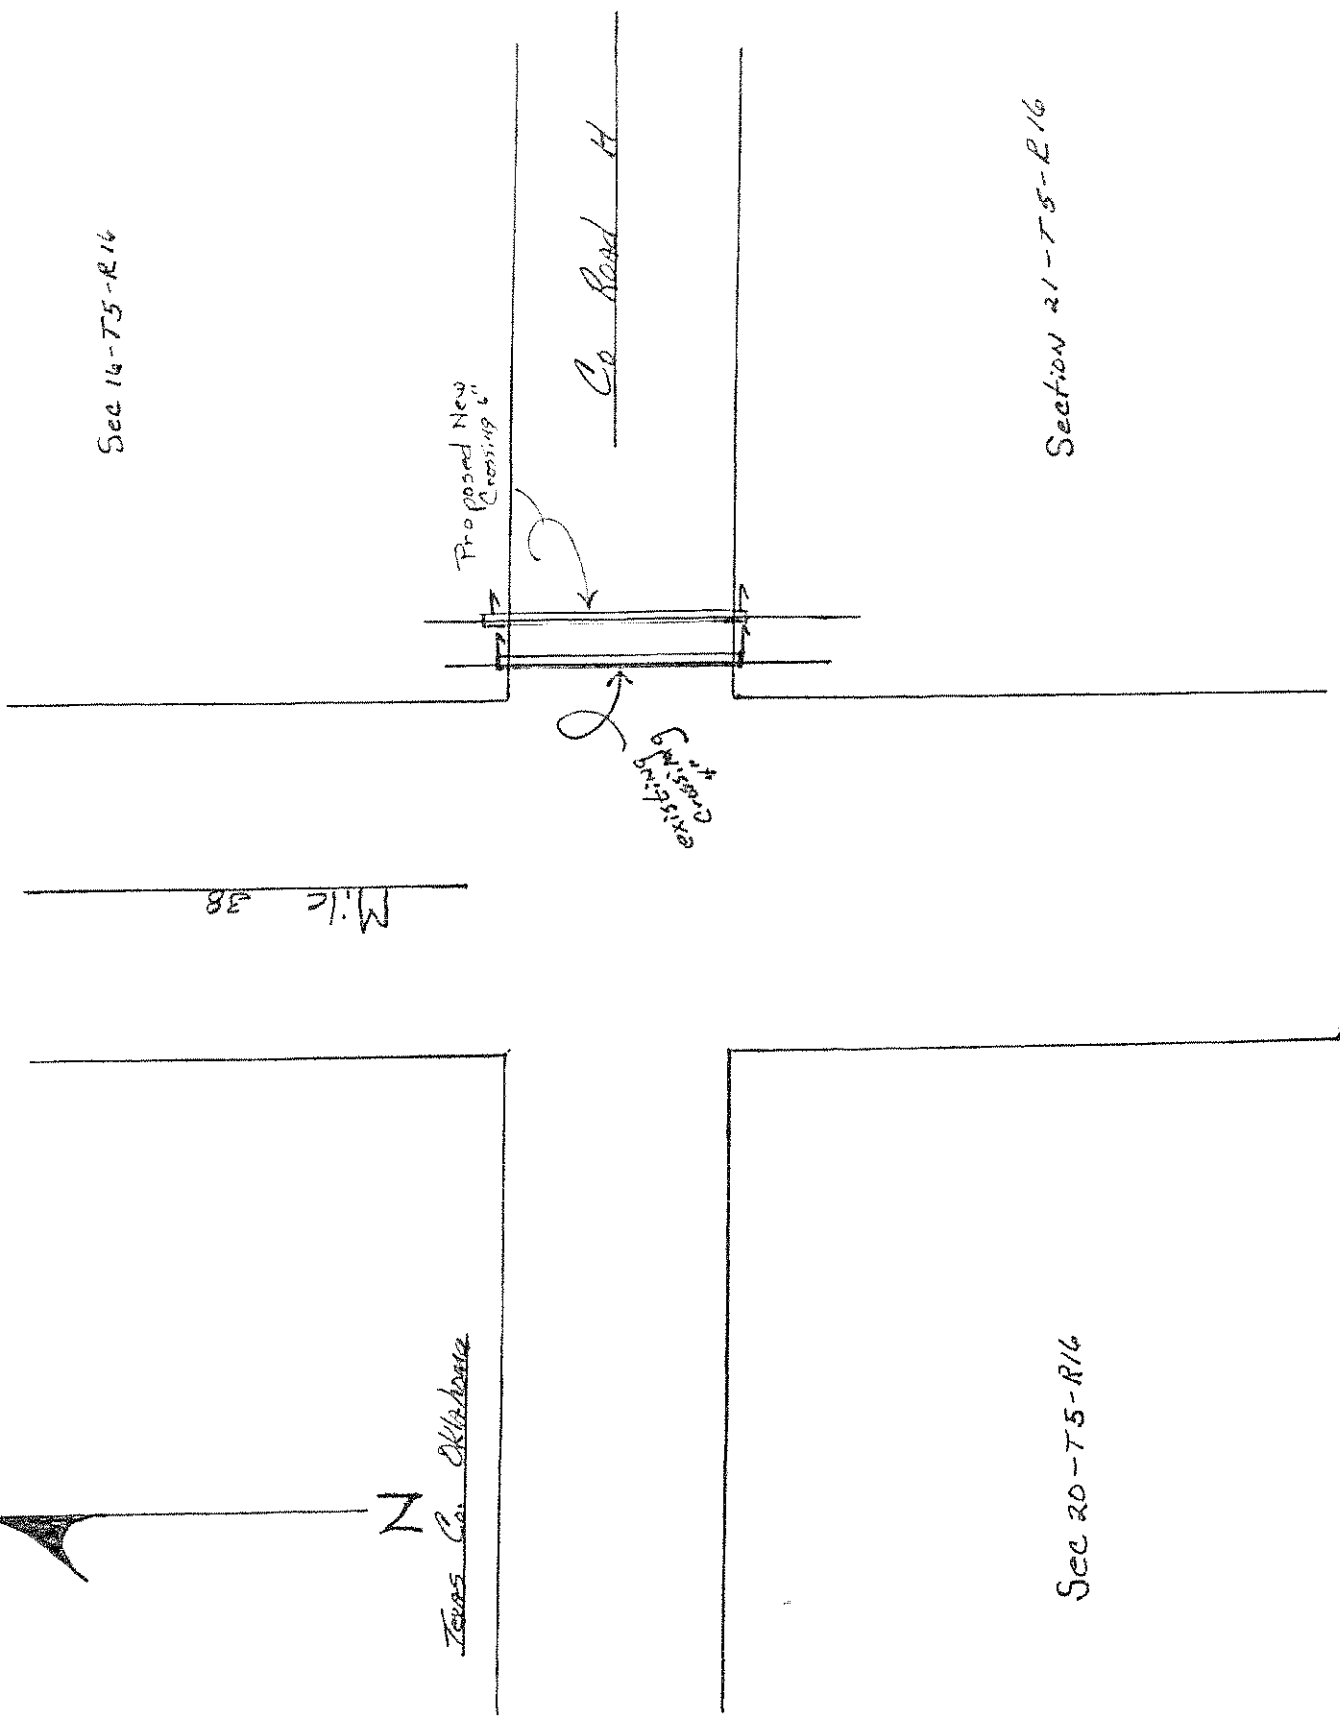 Sec 16-T5-R16
Proposed New
Crossing 6"
Co Road H
existing
crossing
4"
Section 21-T5-R16
Mile 38
N
Texas Co. Oklahoma
Sec 20-T5-R16